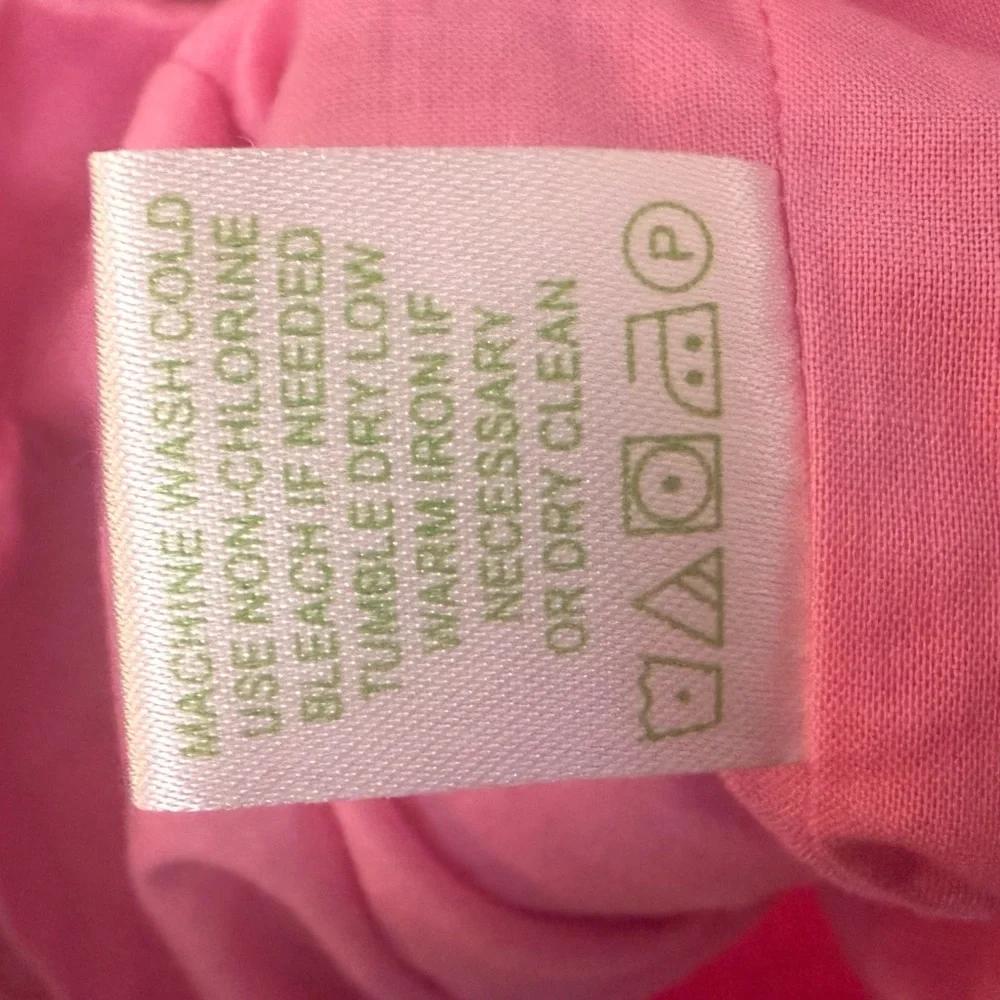 MACHINE WASH COLD
USE NON-CHLORINE
BLEACH IF NEEDED
TUMBLE DRY LOW
WARM IRON IF
NECESSARY
OR DRY CLEAN
P